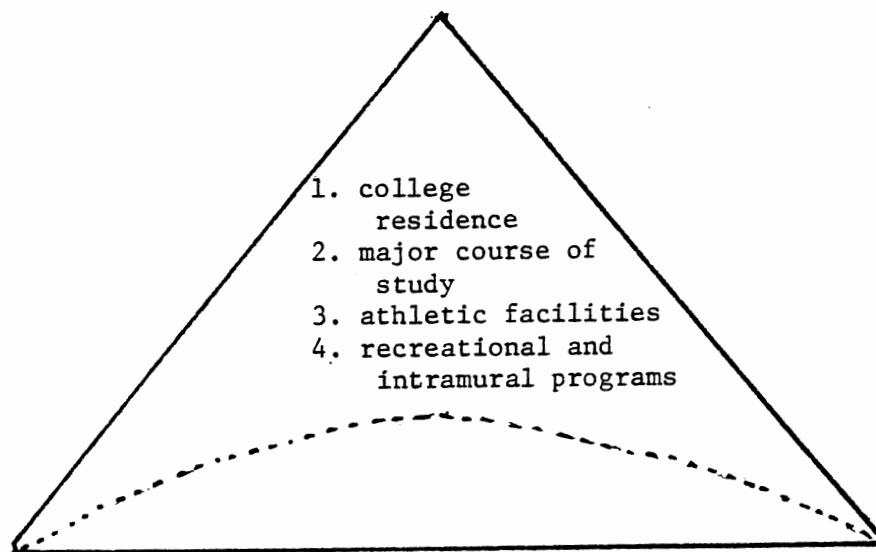 1. college
residence
2. major course of
study
3. athletic facilities
4. recreational and
intramural programs